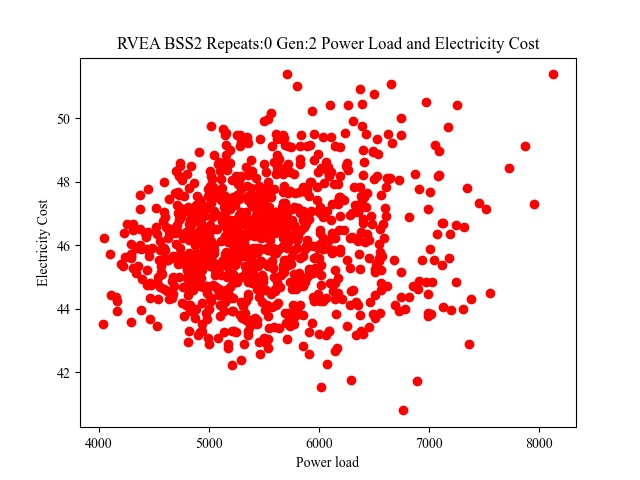 RVEA BSS2 Repeats:0 Gen:2 Power Load and Electricity Cost
50
48
46
44
42
Electricity Cost
4000 5000 6000 7000 8000
Power load